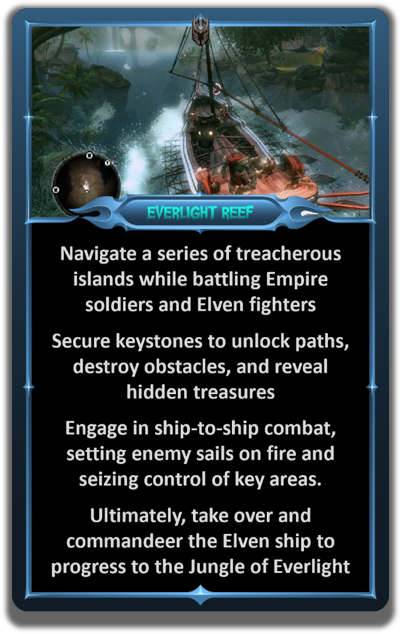 EVERLIGHT REEF
Navigate a series of treacherous
islands while battling Empire
soldiers and Elven fighters
Secure keystones to unlock paths,
destroy obstacles, and reveal
hidden treasures
Engage in ship-to-ship combat,
setting enemy sails on fire and
seizing control of key areas.
Ultimately, take over and
commandeer the Elven ship to
progress to the Jungle of Everlight